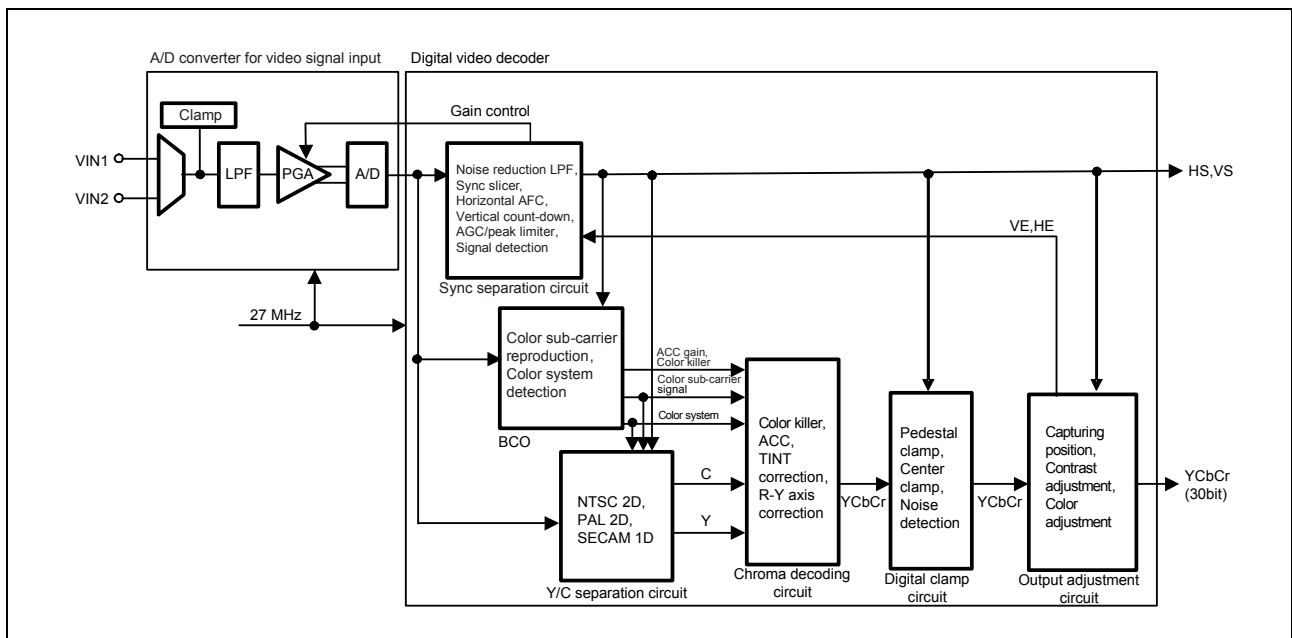 A/D converter for video signal input
Digital video decoder
Clamp
Gain control
VIN1
VIN2
LPF
PGA
A/D
Noise reduction LPF,
Sync slicer,
Horizontal AFC,
Vertical count-down,
AGC/peak limiter,
Signal detection
Sync separation circuit
HS,VS
VE,HE
27 MHz
Color sub-carrier
reproduction,
Color system
detection
BCO
ACC gain,
Color killer
Color sub-carrier
signal
Color system
NTSC 2D,
PAL 2D,
SECAM 1D
Y/C separation circuit
C
Y
Color killer,
ACC,
TINT
correction,
R-Y axis
correction
Chroma decoding
circuit
YCbCr
Pedestal
clamp,
Center
clamp,
Noise
detection
Digital clamp
circuit
YCbCr
Capturing
position,
Contrast
adjustment,
Color
adjustment
Output adjustment
circuit
YCbCr
(30bit)